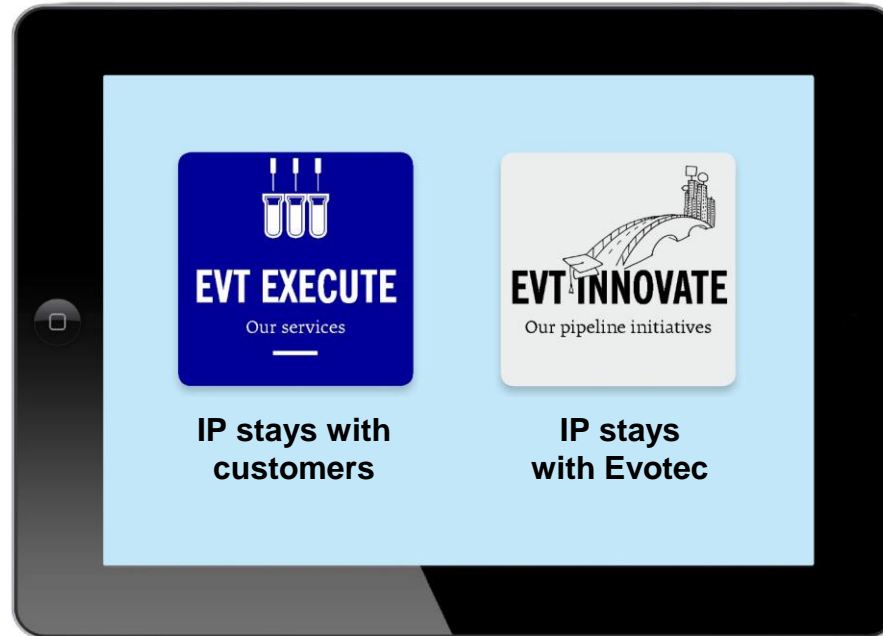 EVT EXECUTE
Our services
IP stays with
customers
EVT INNOVATE
Our pipeline initiatives
IP stays
with Evotec